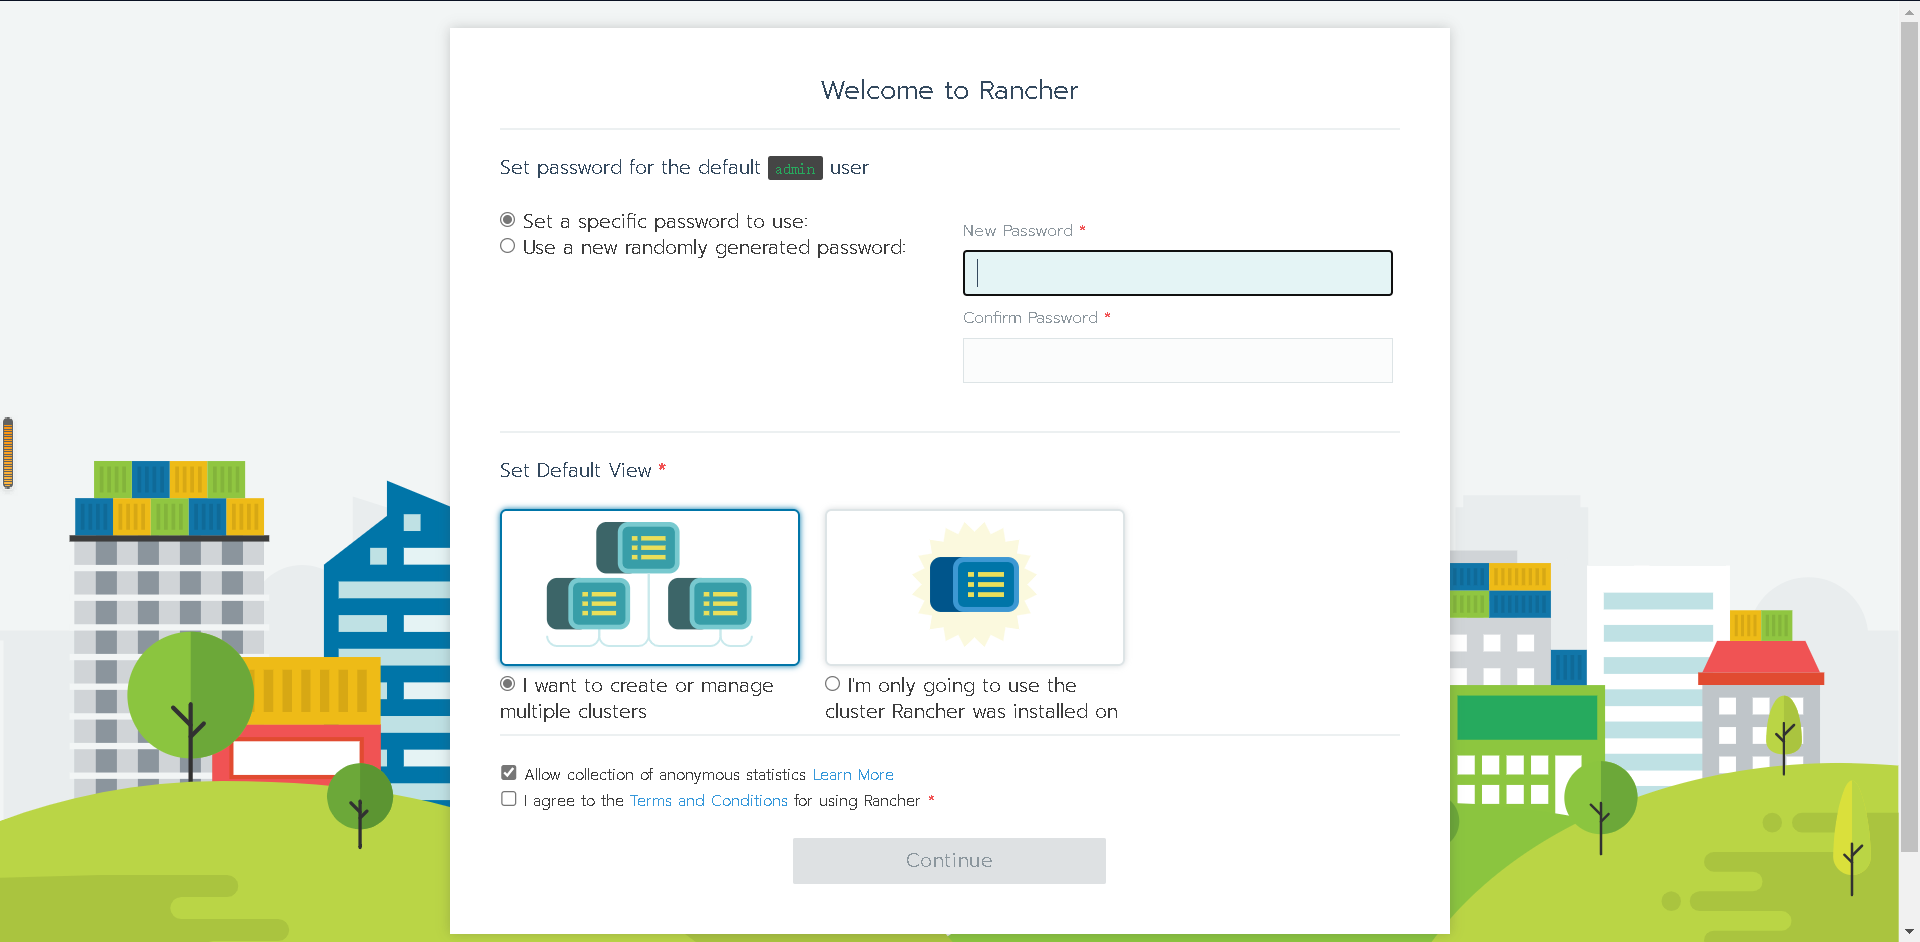 Welcome to Rancher
Set password for the default admin user
Set a specific password to use:
Use a new randomly generated password:
New Password *
Confirm Password *
Set Default View *
I want to create or manage
multiple clusters
I'm only going to use the
cluster Rancher was installed on
Allow collection of anonymous statistics Learn More
I agree to the Terms and Conditions for using Rancher *
Continue